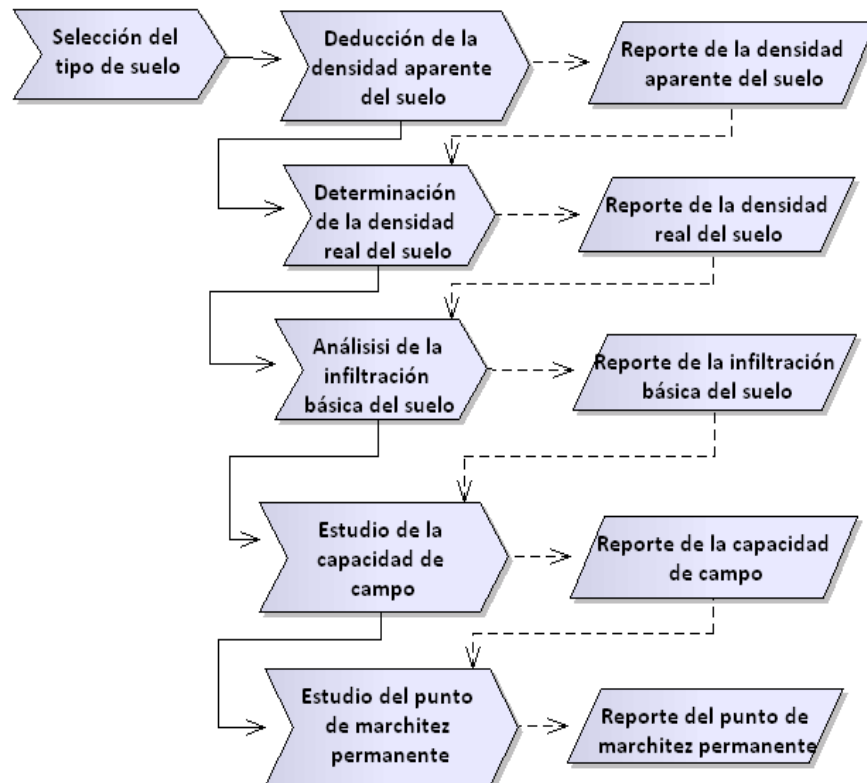 Selección del
tipo de suelo
Deducción de la
densidad aparente
del suelo
Reporte de la densidad
aparente del suelo
Determinación
de la densidad
real del suelo
Reporte de la densidad
real del suelo
Análisisi de la
infiltración
básica del suelo
Reporte de la infiltración
básica del suelo
Estudio de la
capacidad de
campo
Reporte de la capacidad
de campo
Estudio del punto
de marchitez
permanente
Reporte del punto de
marchitez permanente